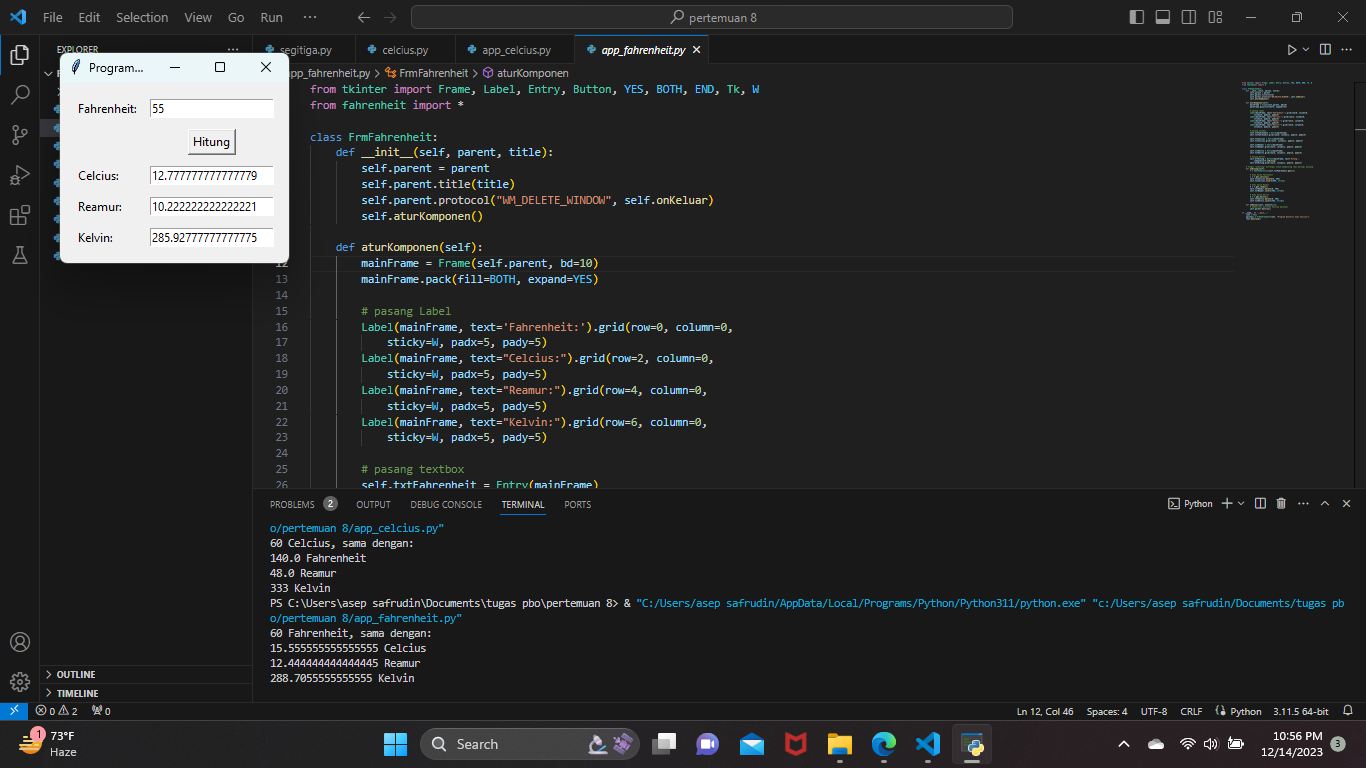 File Edit Selection View Go Run ···
pertemuan 8
EXPLORER ···
segitiga.py
celcius.py
app_celcius.py
app_fahrenheit.py
app_fahrenheit.py > FrmFahrenheit > aturKomponen
Program...
Fahrenheit: 55
Hitung
Celcius: 12.777777777777779
Reamur: 10.222222222222221
Kelvin: 285.92777777777775
from tkinter import Frame, Label, Entry, Button, YES, BOTH, END, Tk, W
from fahrenheit import *
class FrmFahrenheit:
def __init__(self, parent, title):
self.parent = parent
self.parent.title(title)
self.parent.protocol("WM_DELETE_WINDOW", self.onKeluar)
self.aturKomponen()
def aturKomponen(self):
12 mainFrame = Frame(self.parent, bd=10)
13 mainFrame.pack(fill=BOTH, expand=YES)
14
15 # pasang Label
16 Label(mainFrame, text='Fahrenheit:').grid(row=0, column=0,
17 sticky=W, padx=5, pady=5)
18 Label(mainFrame, text="Celcius:").grid(row=2, column=0,
19 sticky=W, padx=5, pady=5)
20 Label(mainFrame, text="Reamur:").grid(row=4, column=0,
21 sticky=W, padx=5, pady=5)
22 Label(mainFrame, text="Kelvin:").grid(row=6, column=0,
23 sticky=W, padx=5, pady=5)
24
25 # pasang textbox
26 self.txtFahrenheit = Entry(mainFrame)
PROBLEMS 2 OUTPUT DEBUG CONSOLE TERMINAL PORTS
Python
o/pertemuan 8/app_celcius.py"
60 Celcius, sama dengan:
140.0 Fahrenheit
48.0 Reamur
333 Kelvin
PS C:\Users\asep safrudin\Documents\tugas pbo\pertemuan 8> & "C:/Users/asep safrudin/AppData/Local/Programs/Python/Python311/python.exe" "c:/Users/asep safrudin/Documents/tugas pb
o/pertemuan 8/app_fahrenheit.py"
60 Fahrenheit, sama dengan:
15.555555555555555 Celcius
12.444444444444445 Reamur
288.7055555555555 Kelvin
OUTLINE
TIMELINE
0 2 0
Ln 12, Col 46 Spaces: 4 UTF-8 CRLF Python 3.11.5 64-bit
1
73°F
Haze
Search
10:56 PM
12/14/2023
3